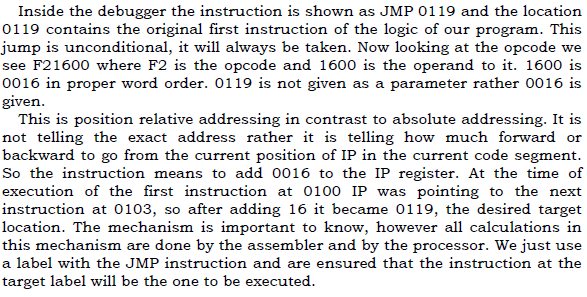 Inside the debugger the instruction is shown as JMP 0119 and the location
0119 contains the original first instruction of the logic of our program. This
jump is unconditional, it will always be taken. Now looking at the opcode we
see F21600 where F2 is the opcode and 1600 is the operand to it. 1600 is
0016 in proper word order. 0119 is not given as a parameter rather 0016 is
given.
This is position relative addressing in contrast to absolute addressing. It is
not telling the exact address rather it is telling how much forward or
backward to go from the current position of IP in the current code segment.
So the instruction means to add 0016 to the IP register. At the time of
execution of the first instruction at 0100 IP was pointing to the next
instruction at 0103, so after adding 16 it became 0119, the desired target
location. The mechanism is important to know, however all calculations in
this mechanism are done by the assembler and by the processor. We just use
a label with the JMP instruction and are ensured that the instruction at the
target label will be the one to be executed.